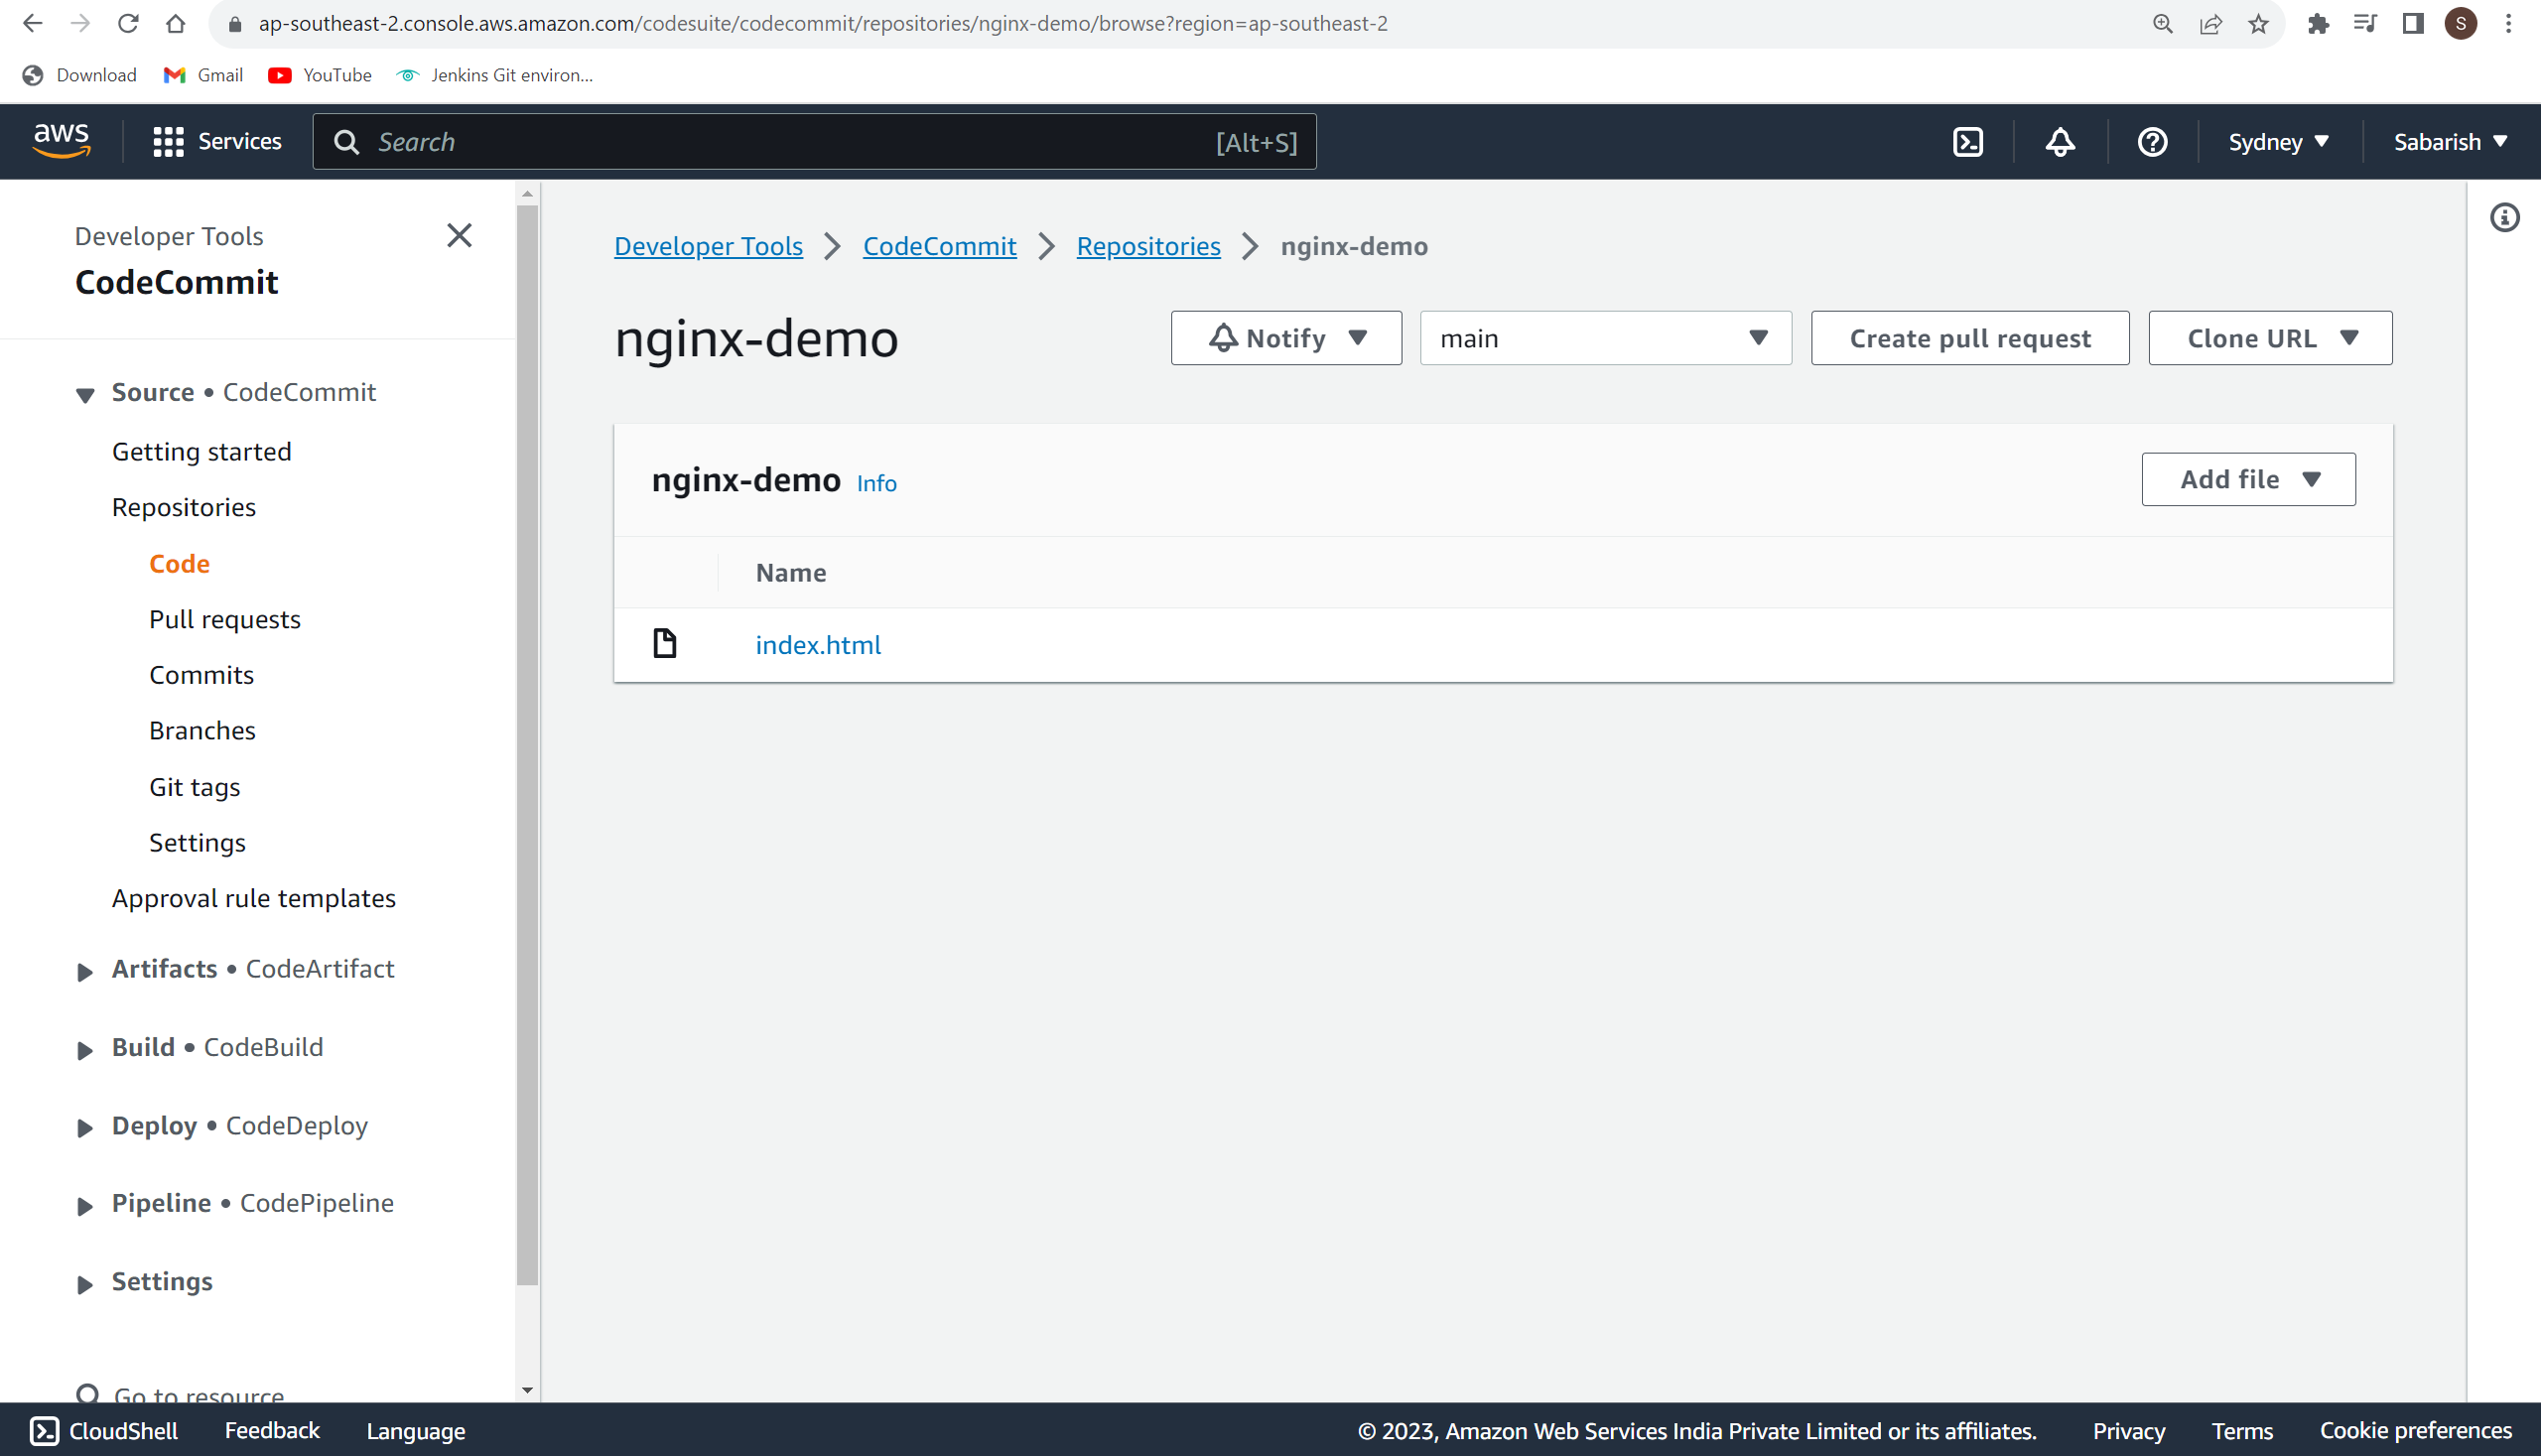 ap-southeast-2.console.aws.amazon.com/codesuite/codecommit/repositories/nginx-demo/browse?region=ap-southeast-2
S
Download
Gmail
YouTube
Jenkins Git environ...
aws
Services
Search
[Alt+S]
Sydney
Sabarish
Developer Tools
CodeCommit
Source • CodeCommit
Getting started
Repositories
Code
Pull requests
Commits
Branches
Git tags
Settings
Approval rule templates
Artifacts • CodeArtifact
Build • CodeBuild
Deploy • CodeDeploy
Pipeline • CodePipeline
Settings
Go to resource
Developer Tools
CodeCommit
Repositories
nginx-demo
nginx-demo
Notify
main
Create pull request
Clone URL
nginx-demo Info
Add file
Name
index.html
CloudShell
Feedback
Language
© 2023, Amazon Web Services India Private Limited or its affiliates.
Privacy
Terms
Cookie preferences